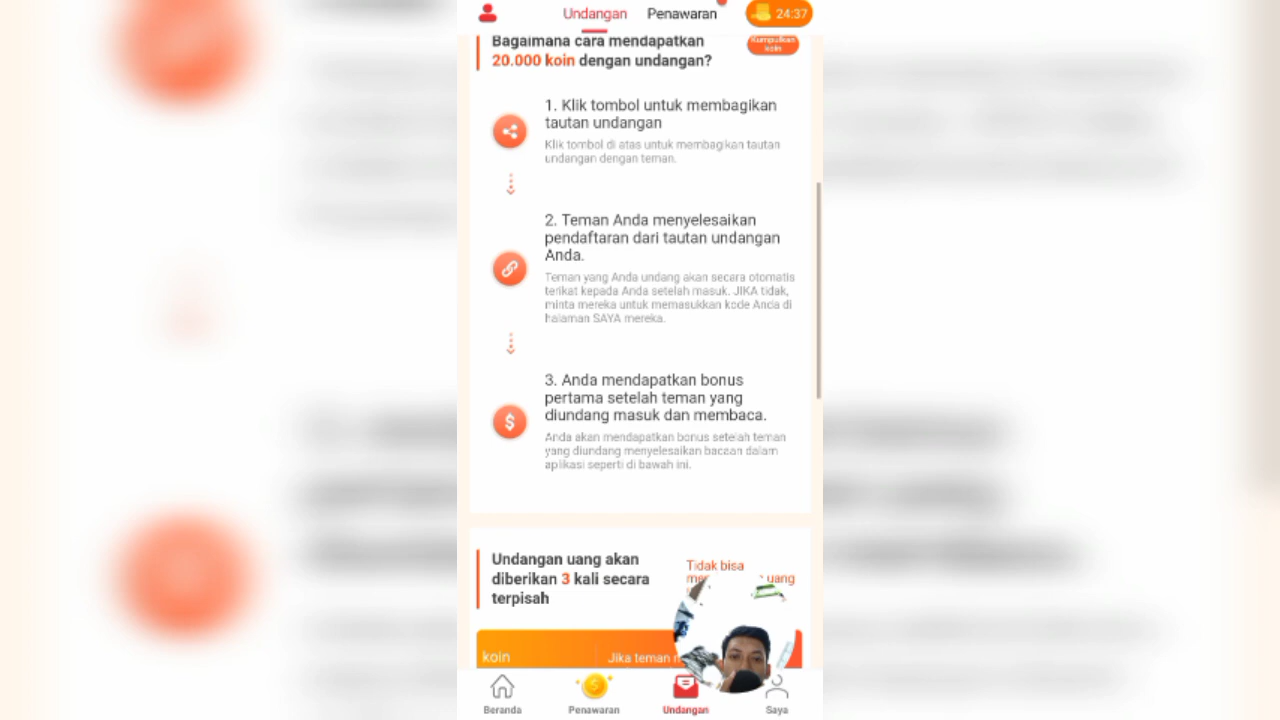 Undangan Penawaran 24:37
Bagaimana cara mendapatkan
20.000 koin dengan undangan?
Kumpulkan
koin
1. Klik tombol untuk membagikan
tautan undangan
Klik tombol di atas untuk membagikan tautan
undangan dengan teman.
2. Teman Anda menyelesaikan
pendaftaran dari tautan undangan
Anda.
Teman yang Anda undang akan secara otomatis
terikat kepada Anda setelah masuk. JIKA tidak,
minta mereka untuk memasukkan kode Anda di
halaman SAYA mereka.
3. Anda mendapatkan bonus
pertama setelah teman yang
diundang masuk dan membaca.
Anda akan mendapatkan bonus setelah teman
yang diundang menyelesaikan bacaan dalam
aplikasi seperti di bawah ini.
Undangan uang akan
diberikan 3 kali secara
terpisah
Tidak bisa
uang
koin
Jika teman
Beranda Penawaran Undangan Saya